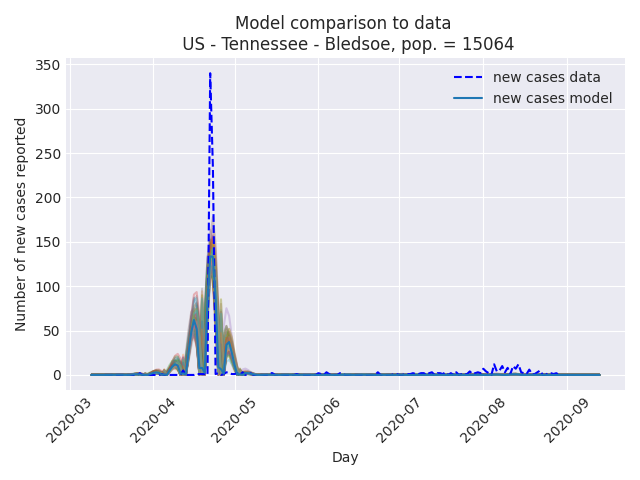 Model comparison to data
US - Tennessee - Bledsoe, pop. = 15064
new cases data
new cases model
Number of new cases reported
350
300
250
200
150
100
50
0
2020-03
2020-04
2020-05
2020-06
2020-07
2020-08
2020-09
Day